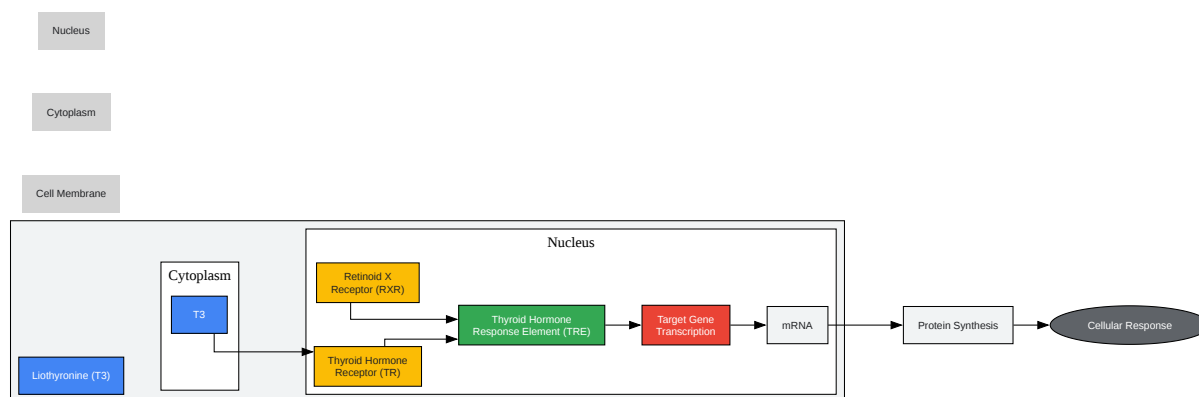 Nucleus
Cytoplasm
Cell Membrane
Nucleus
Cytoplasm
Retinoid X
Receptor (RXR)
T3
Thyroid Hormone
Response Element (TRE)
Target Gene
Transcription
mRNA
Protein Synthesis
Cellular Response
Thyroid Hormone
Receptor (TR)
Liothyronine (T3)